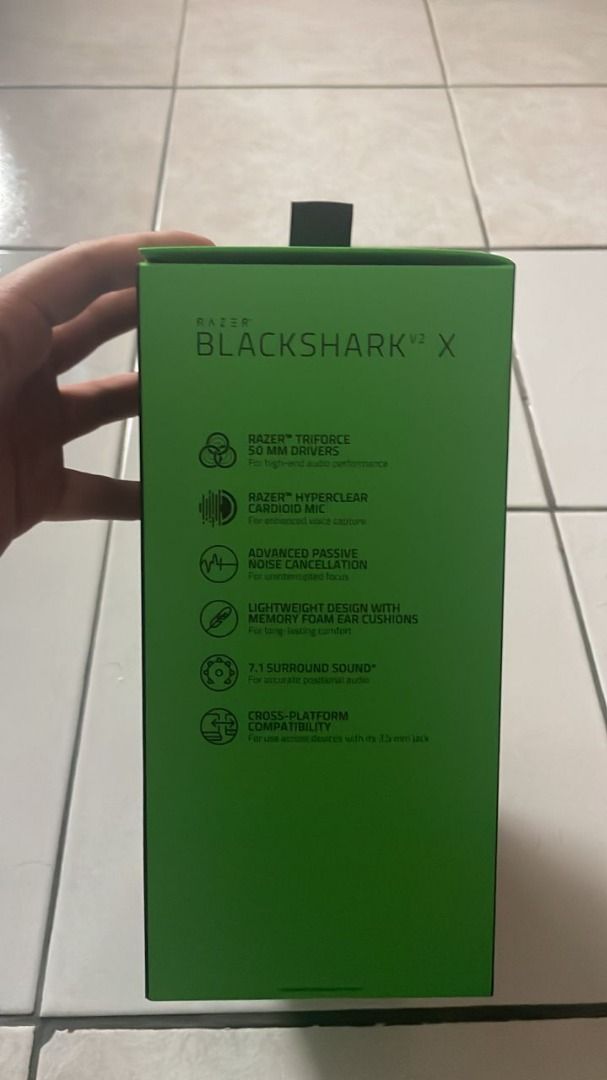 RAZER™
BLACKSHARK V2 X
RAZER™ TRIFORCE
50 MM DRIVERS
For high-end audio performance
RAZER™ HYPERCLEAR
CARDIOID MIC
For enhanced voice capture
ADVANCED PASSIVE
NOISE CANCELLATION
For uninterrupted focus
LIGHTWEIGHT DESIGN WITH
MEMORY FOAM EAR CUSHIONS
For long-lasting comfort
7.1 SURROUND SOUND*
For accurate positional audio
CROSS-PLATFORM
COMPATIBILITY
For use across devices with its 3.5 mm jack